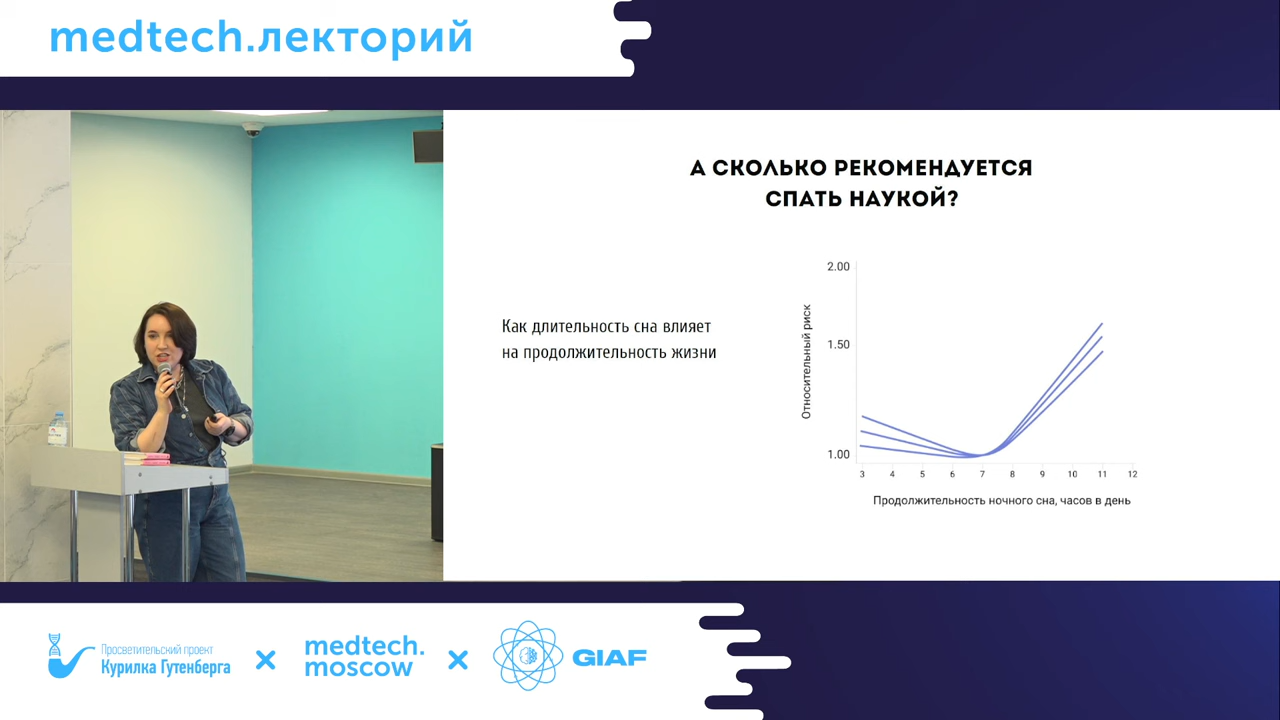 medtech.лекторий
А СКОЛЬКО РЕКОМЕНДУЕТСЯ
СПАТЬ НАУКОЙ?
Как длительность сна влияет
на продолжительность жизни
Относительный риск
2.00
1.50
1.00
3 4 5 6 7 8 9 10 11 12
Продолжительность ночного сна, часов в день
Просветительский проект
Курилка Гутенберга
medtech.
moscow
GIAF